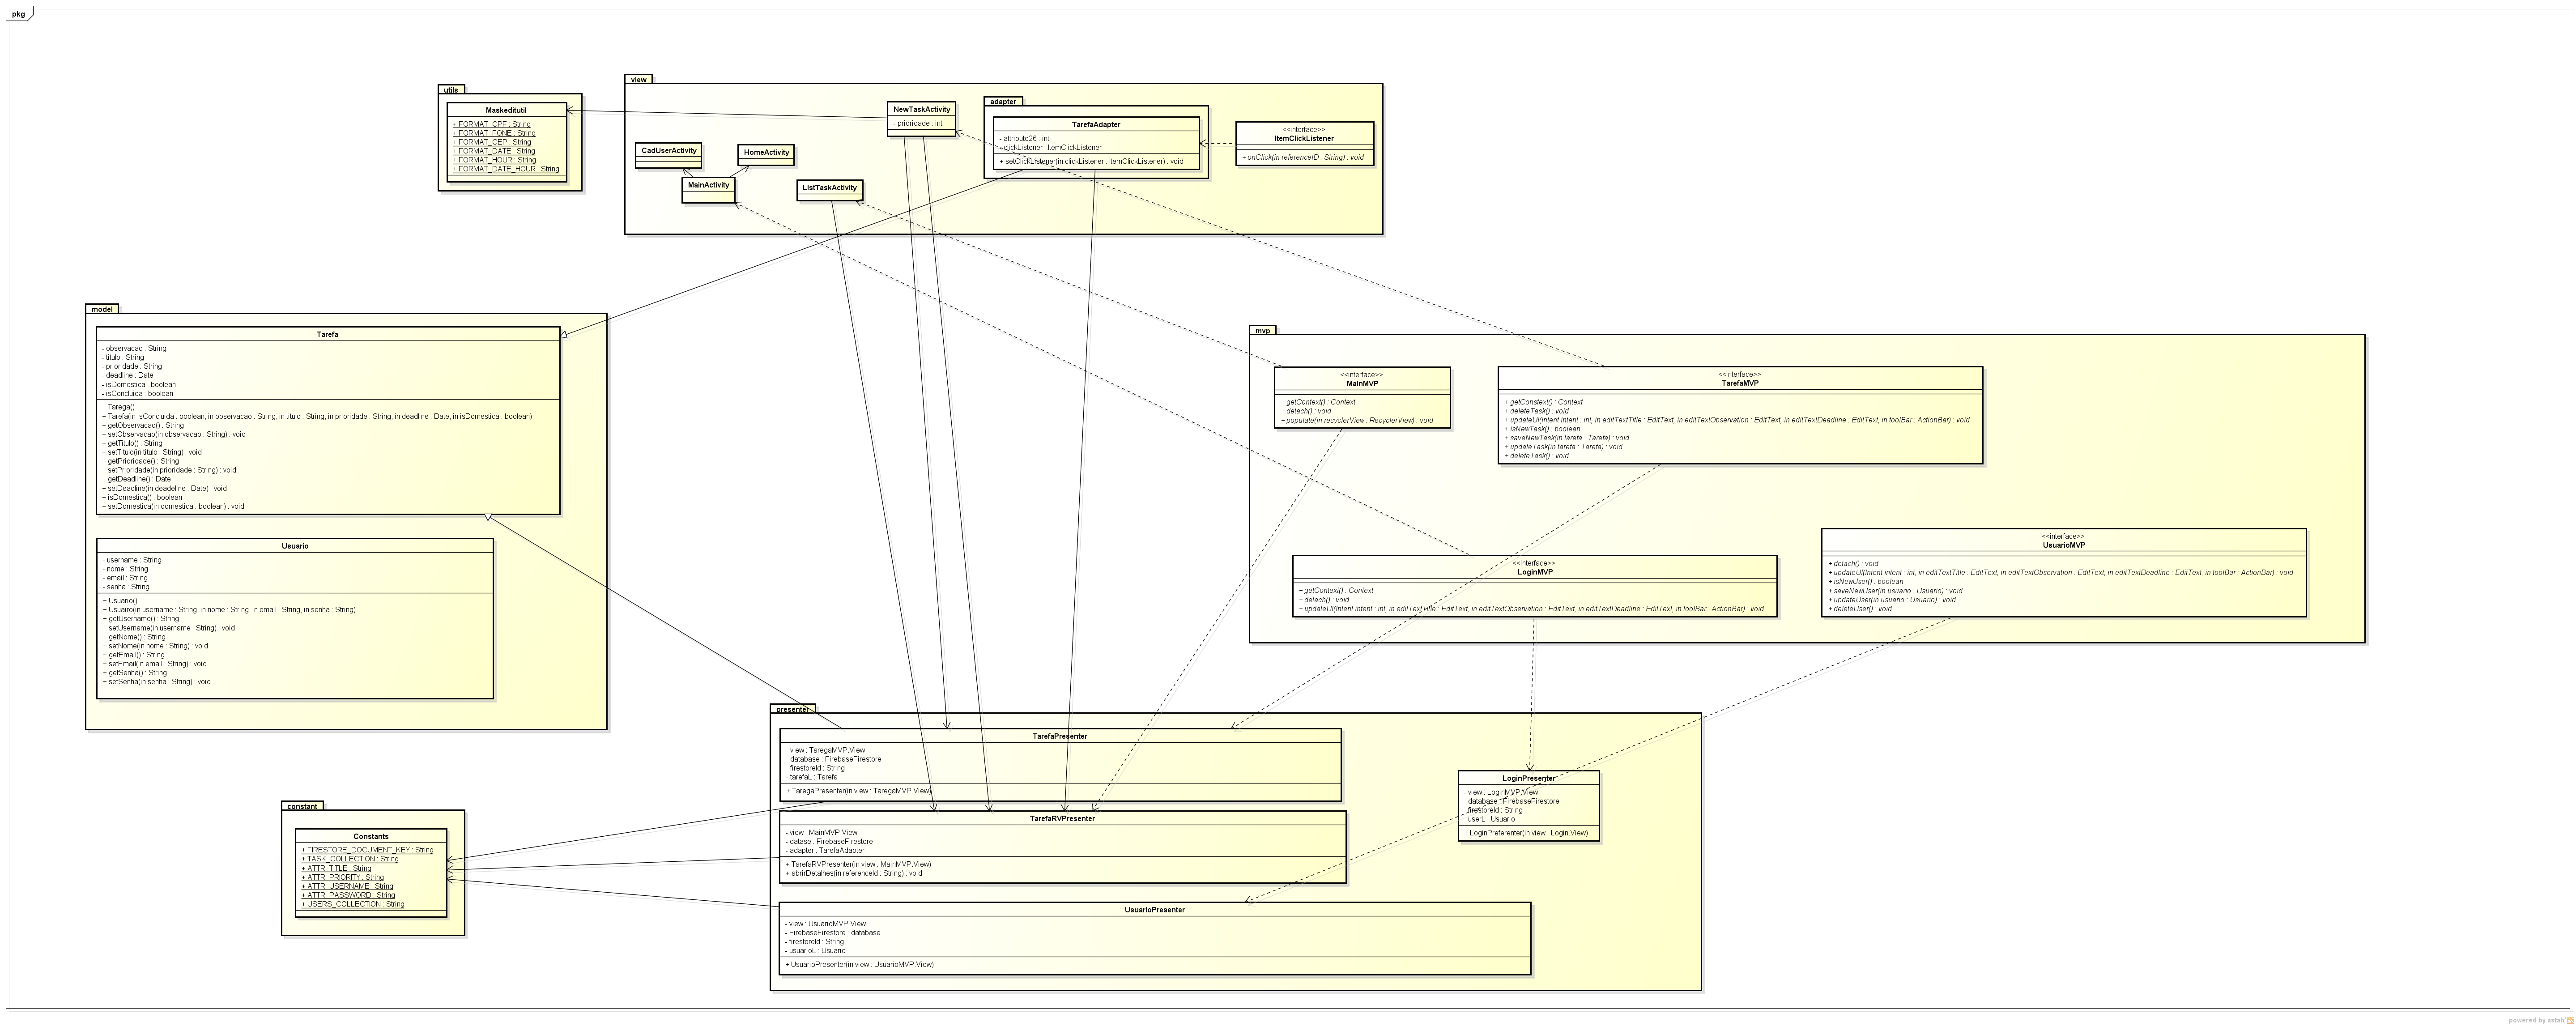 pkg
utils
Maskeditutil
+ FORMAT_CPF : String
+ FORMAT_FONE : String
+ FORMAT_CEP : String
+ FORMAT_DATE : String
+ FORMAT_HOUR : String
+ FORMAT_DATE_HOUR : String
view
NewTaskActivity
- prioridade : int
CadUserActivity
HomeActivity
MainActivity
ListTaskActivity
adapter
TarefaAdapter
- attribute26 : int
- clickListener : ItemClickListener
+ setClickListener(in clickListener : ItemClickListener) : void
<<interface>>
ItemClickListener
+ onClick(in referenceID : String) : void
model
Tarefa
- observacao : String
- titulo : String
- prioridade : String
- deadline : Date
- isDomestica : boolean
- isConcluida : boolean
+ Tarega()
+ Tarefa(in isConcluida : boolean, in observacao : String, in titulo : String, in prioridade : String, in deadline : Date, in isDomestica : boolean)
+ getObservacao() : String
+ setObservacao(in observacao : String) : void
+ getTitulo() : String
+ setTitulo(in titulo : String) : void
+ getPrioridade() : String
+ setPrioridade(in prioridade : String) : void
+ getDeadline() : Date
+ setDeadline(in deadeline : Date) : void
+ isDomestica() : boolean
+ setDomestica(in domestica : boolean) : void
Usuario
- username : String
- nome : String
- email : String
- senha : String
+ Usuario()
+ Usuairo(in username : String, in nome : String, in email : String, in senha : String)
+ getUsername() : String
+ setUsername(in username : String) : void
+ getNome() : String
+ setNome(in nome : String) : void
+ getEmail() : String
+ setEmail(in email : String) : void
+ getSenha() : String
+ setSenha(in senha : String) : void
mvp
<<interface>>
MainMVP
+ getContext() : Context
+ detach() : void
+ populate(in recyclerView : RecyclerView) : void
<<interface>>
TarefaMVP
+ getConstext() : Context
+ deleteTask() : void
+ updateUI(Intent intent : int, in editTextTitle : EditText, in editTextObservation : EditText, in editTextDeadline : EditText, in toolBar : ActionBar) : void
+ isNewTask() : boolean
+ saveNewTask(in tarefa : Tarefa) : void
+ updateTask(in tarefa : Tarefa) : void
+ deleteTask() : void
<<interface>>
LoginMVP
+ getContext() : Context
+ detach() : void
+ updateUI(Intent intent : int, in editTextTitle : EditText, in editTextObservation : EditText, in editTextDeadline : EditText, in toolBar : ActionBar) : void
<<interface>>
UsuarioMVP
+ detach() : void
+ updateUI(Intent intent : int, in editTextTitle : EditText, in editTextObservation : EditText, in editTextDeadline : EditText, in toolBar : ActionBar) : void
+ isNewUser() : boolean
+ saveNewUser(in usuario : Usuario) : void
+ updateUser(in usuario : Usuario) : void
+ deleteUser() : void
presenter
TarefaPresenter
- view : TaregaMVP.View
- database : FirebaseFirestore
- firestoreId : String
- tarefaL : Tarefa
+ TaregaPresenter(in view : TaregaMVP.View)
TarefaRVPresenter
- view : MainMVP.View
- datase : FirebaseFirestore
- adapter : TarefaAdapter
+ TarefaRVPresenter(in view : MainMVP.View)
+ abrirDetalhes(in referenceId : String) : void
UsuarioPresenter
- view : UsuarioMVP.View
- FirebaseFirestore : database
- firestoreId : String
- usuarioL : Usuario
+ UsuarioPresenter(in view : UsuarioMVP.View)
LoginPresenter
- view : LoginMVP.View
- database : FirebaseFirestore
- firestoreId : String
- userL : Usuario
+ LoginPreferenter(in view : Login.View)
constant
Constants
+ FIRESTORE_DOCUMENT_KEY : String
+ TASK_COLLECTION : String
+ ATTR_TITLE : String
+ ATTR_PRIORITY : String
+ ATTR_USERNAME : String
+ ATTR_PASSWORD : String
+ USERS_COLLECTION : String
powered by astah